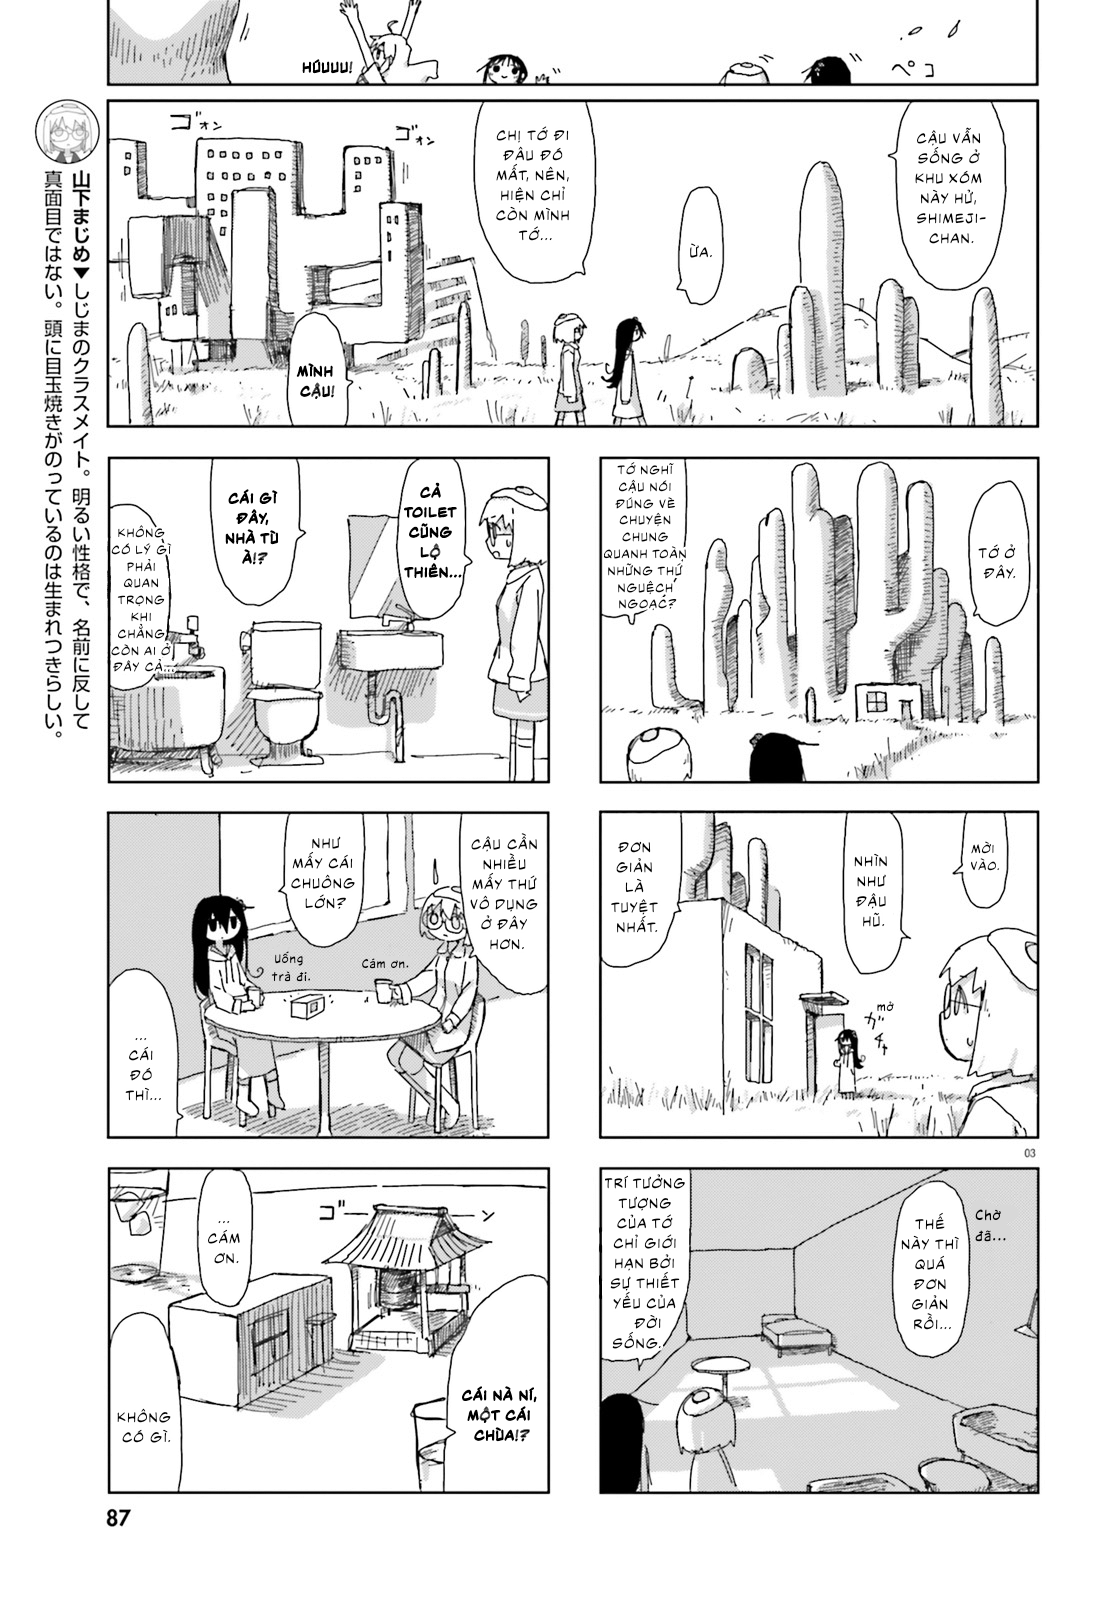 HÚUUU!
ペコ
CẬU VẪN
SỐNG Ở
KHU XÓM
NÀY HỬ,
SHIMEJI-
CHAN.
ỪA.
CHỊ TỚ ĐI
ĐÂU ĐÓ
MẤT, NÊN,
HIỆN CHỈ
CÒN MÌNH
TỚ...
MÌNH
CẬU!
ゴォン
ゴォン
山下まじめ▼しじまのクラスメイト。明るい性格で、名前に反して
真面目ではない。頭に目玉焼きがのっているのは生まれつきらしい。
TỚ Ở
ĐÂY.
TỚ NGHĨ
CẬU NÓI
ĐÚNG VỀ
CHUYỆN
CHUNG
QUANH TOÀN
NHỮNG THỨ
NGUỆCH
NGOẠC?
MỜI
VÀO.
NHÌN
NHƯ
ĐẬU
HŨ.
ĐƠN
GIẢN
LÀ
TUYỆT
NHẤT.
mở
ガチャ
03
Chờ
đã...
THẾ
NÀY THÌ
QUÁ
ĐƠN
GIẢN
RỒI...
TRÍ TƯỞNG
TƯỢNG
CỦA TỚ
CHỈ GIỚI
HẠN BỞI
SỰ THIẾT
YẾU CỦA
ĐỜI
SỐNG.
CẢ
TOILET
CŨNG
LỘ
THIÊN...
CÁI GÌ
ĐÂY,
NHÀ TÙ
À!?
KHÔNG
CÓ LÝ GÌ
PHẢI
QUAN
TRỌNG
KHI
CHẲNG
CÒN AI Ở
ĐÂY CẢ...
CẬU CẦN
NHIỀU
MẤY THỨ
VÔ DỤNG
Ở ĐÂY
HƠN.
NHƯ
MẤY CÁI
CHUÔNG
LỚN?
Uống
trà đi.
Cám ơn.
...
CÁI
ĐÓ
THÌ...
ゴーン
CÁI NÀ NÍ,
MỘT CÁI
CHÙA!?
...
CÁM
ƠN.
KHÔNG
CÓ GÌ.
87